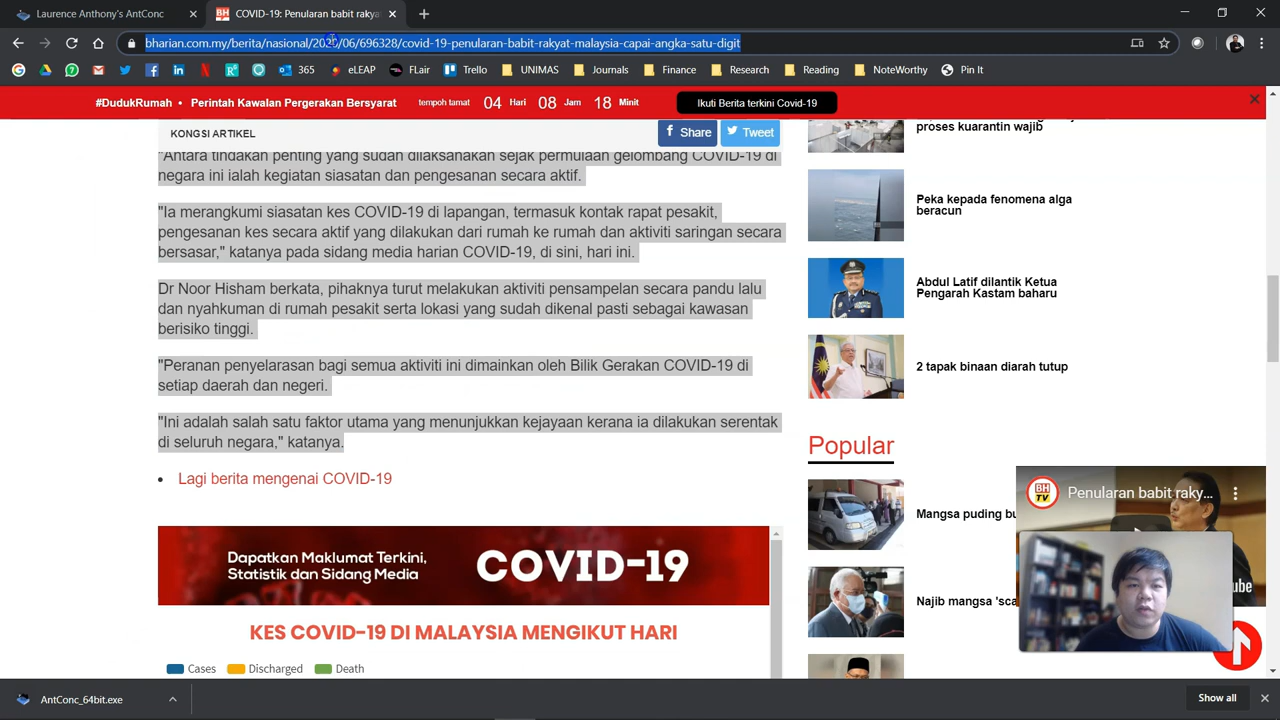 Laurence Anthony's AntConc
COVID-19: Penularan babit rakya
bharian.com.my/berita/nasional/2020/06/696328/covid-19-penularan-babit-rakyat-malaysia-capai-angka-satu-digit
365
eLEAP
FLair
Trello
UNIMAS
Journals
Finance
Research
Reading
NoteWorthy
Pin It
#DudukRumah • Perintah Kawalan Pergerakan Bersyarat
tempoh tamat
04 Hari 08 Jam 18 Minit
Ikuti Berita terkini Covid-19
KONGSI ARTIKEL
Share
Tweet
"Antara tindakan penting yang sudah dilaksanakan sejak permulaan gelombang COVID-19 di
negara ini ialah kegiatan siasatan dan pengesanan secara aktif.
"Ia merangkumi siasatan kes COVID-19 di lapangan, termasuk kontak rapat pesakit,
pengesanan kes secara aktif yang dilakukan dari rumah ke rumah dan aktiviti saringan secara
bersasar," katanya pada sidang media harian COVID-19, di sini, hari ini.
Dr Noor Hisham berkata, pihaknya turut melakukan aktiviti pensampelan secara pandu lalu
dan nyahkuman di rumah pesakit serta lokasi yang sudah dikenal pasti sebagai kawasan
berisiko tinggi.
"Peranan penyelarasan bagi semua aktiviti ini dimainkan oleh Bilik Gerakan COVID-19 di
setiap daerah dan negeri.
"Ini adalah salah satu faktor utama yang menunjukkan kejayaan kerana ia dilakukan serentak
di seluruh negara," katanya.
• Lagi berita mengenai COVID-19
Dapatkan Maklumat Terkini,
Statistik dan Sidang Media
COVID-19
KES COVID-19 DI MALAYSIA MENGIKUT HARI
Cases
Discharged
Death
proses kuarantin wajib
Peka kepada fenomena alga
beracun
Abdul Latif dilantik Ketua
Pengarah Kastam baharu
2 tapak binaan diarah tutup
Popular
Mangsa puding bu
Najib mangsa 'sca
BH
TV
Penularan babit raky...
ube
AntConc_64bit.exe
Show all